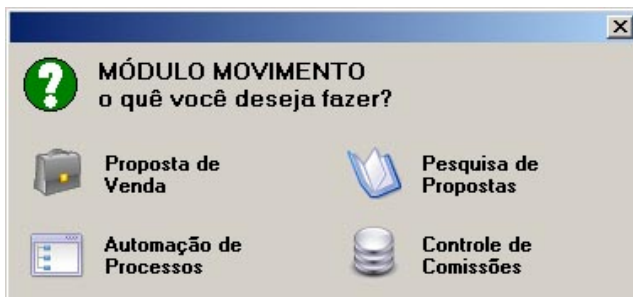 MÓDULO MOVIMENTO
o quê você deseja fazer?
Proposta de
Venda
Pesquisa de
Propostas
Automação de
Processos
Controle de
Comissões